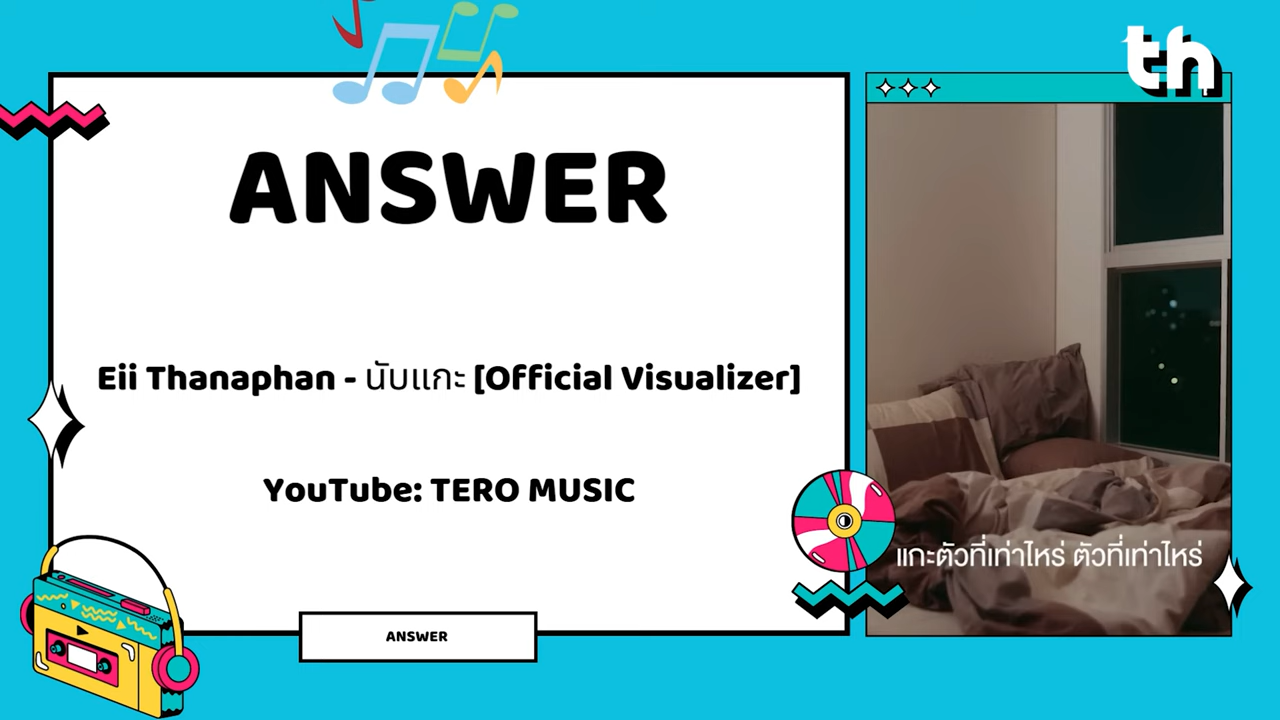 th
ANSWER
Eii Thanaphan - นับแกะ [Official Visualizer]
YouTube: TERO MUSIC
แกะตัวที่เท่าไหร่ ตัวที่เท่าไหร่
ANSWER